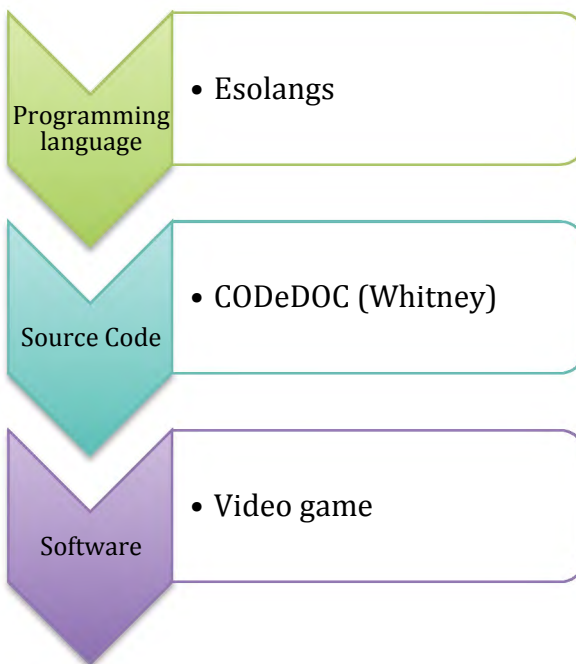 Programming
language
• Esolangs
Source Code
• CODeDOC (Whitney)
Software
• Video game